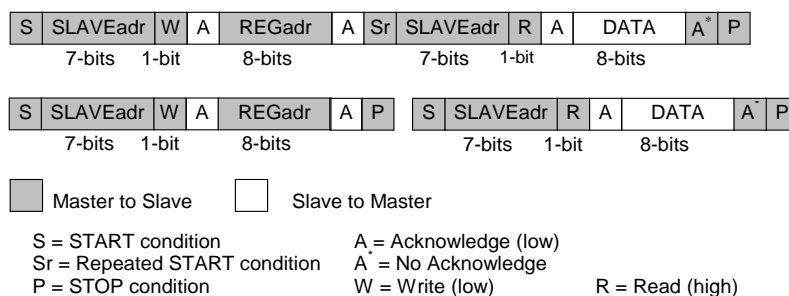 S SLAVEadr W A REGadr A Sr SLAVEadr R A DATA A* P
7-bits 1-bit 8-bits 7-bits 1-bit 8-bits
S SLAVEadr W A REGadr A P S SLAVEadr R A DATA A* P
7-bits 1-bit 8-bits 7-bits 1-bit 8-bits
Master to Slave Slave to Master
S = START condition A = Acknowledge (low)
Sr = Repeated START condition A* = No Acknowledge
P = STOP condition W = Write (low) R = Read (high)